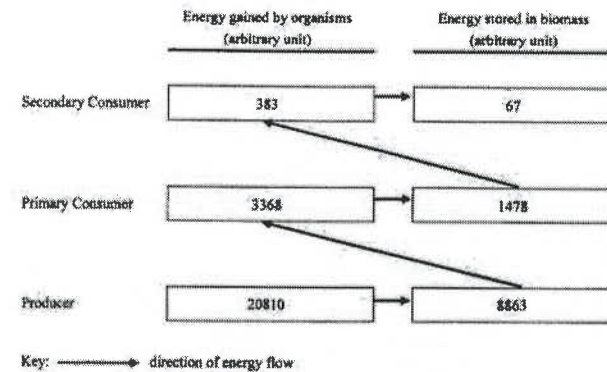 Energy gained by organisms Energy stored in biomass
(arbitrary unit) (arbitrary unit)
Secondary Consumer 383 67
Primary Consumer 3368 1478
Producer 20810 8863
Key: direction of energy flow